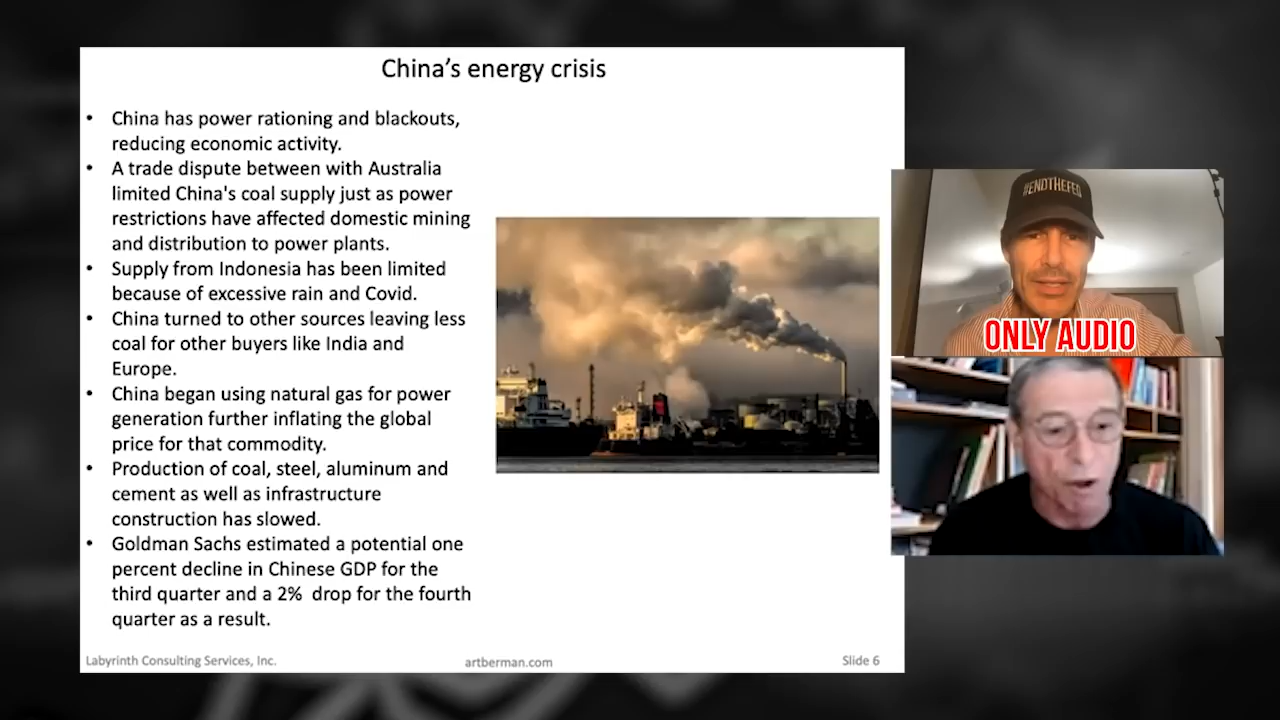 China's energy crisis
• China has power rationing and blackouts,
reducing economic activity.
• A trade dispute between with Australia
limited China's coal supply just as power
restrictions have affected domestic mining
and distribution to power plants.
• Supply from Indonesia has been limited
because of excessive rain and Covid.
• China turned to other sources leaving less
coal for other buyers like India and
Europe.
• China began using natural gas for power
generation further inflating the global
price for that commodity.
• Production of coal, steel, aluminum and
cement as well as infrastructure
construction has slowed.
• Goldman Sachs estimated a potential one
percent decline in Chinese GDP for the
third quarter and a 2% drop for the fourth
quarter as a result.
Labyrinth Consulting Services, Inc.
artberman.com
Slide 6
#ENDTHEFED
ONLY AUDIO